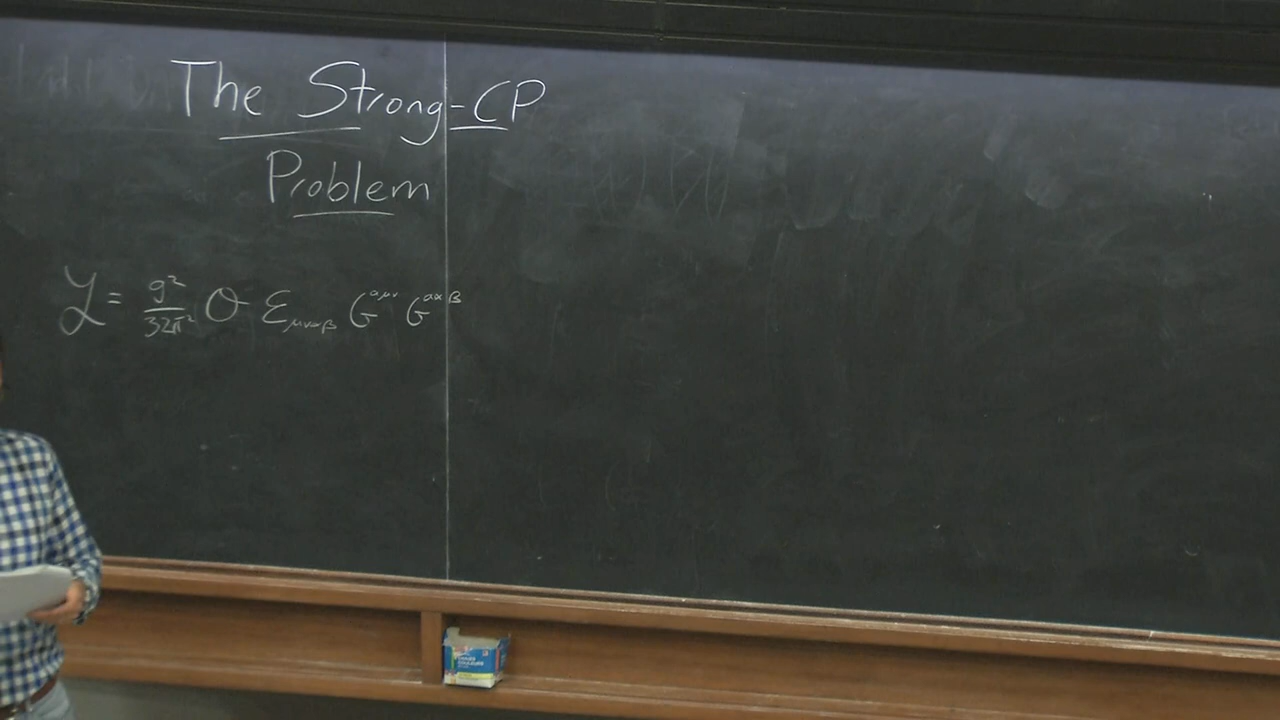 The Strong-CP
Problem
ℒ = g²/32π² Θ ε_μναβ G^aμν G^aαβ